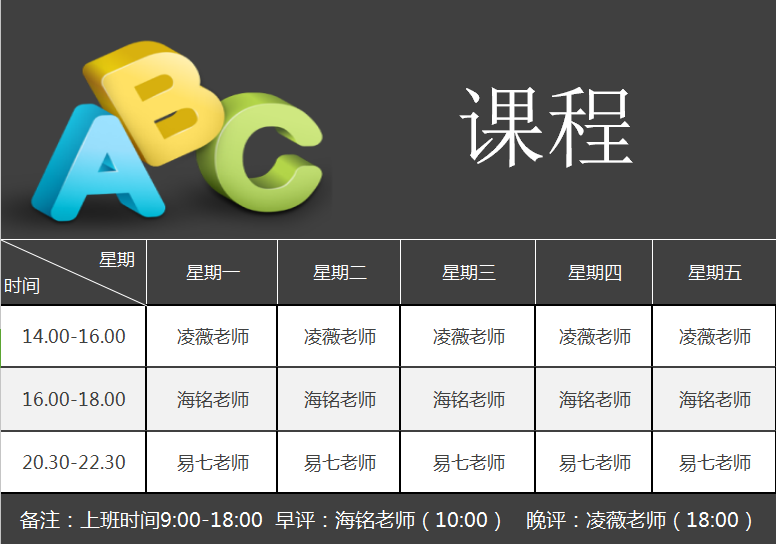 ABC
课程
星期
时间
星期一 星期二 星期三 星期四 星期五
14.00-16.00 凌薇老师 凌薇老师 凌薇老师 凌薇老师 凌薇老师
16.00-18.00 海铭老师 海铭老师 海铭老师 海铭老师 海铭老师
20.30-22.30 易七老师 易七老师 易七老师 易七老师 易七老师
备注：上班时间9:00-18:00 早评：海铭老师（10:00） 晚评：凌薇老师（18:00）